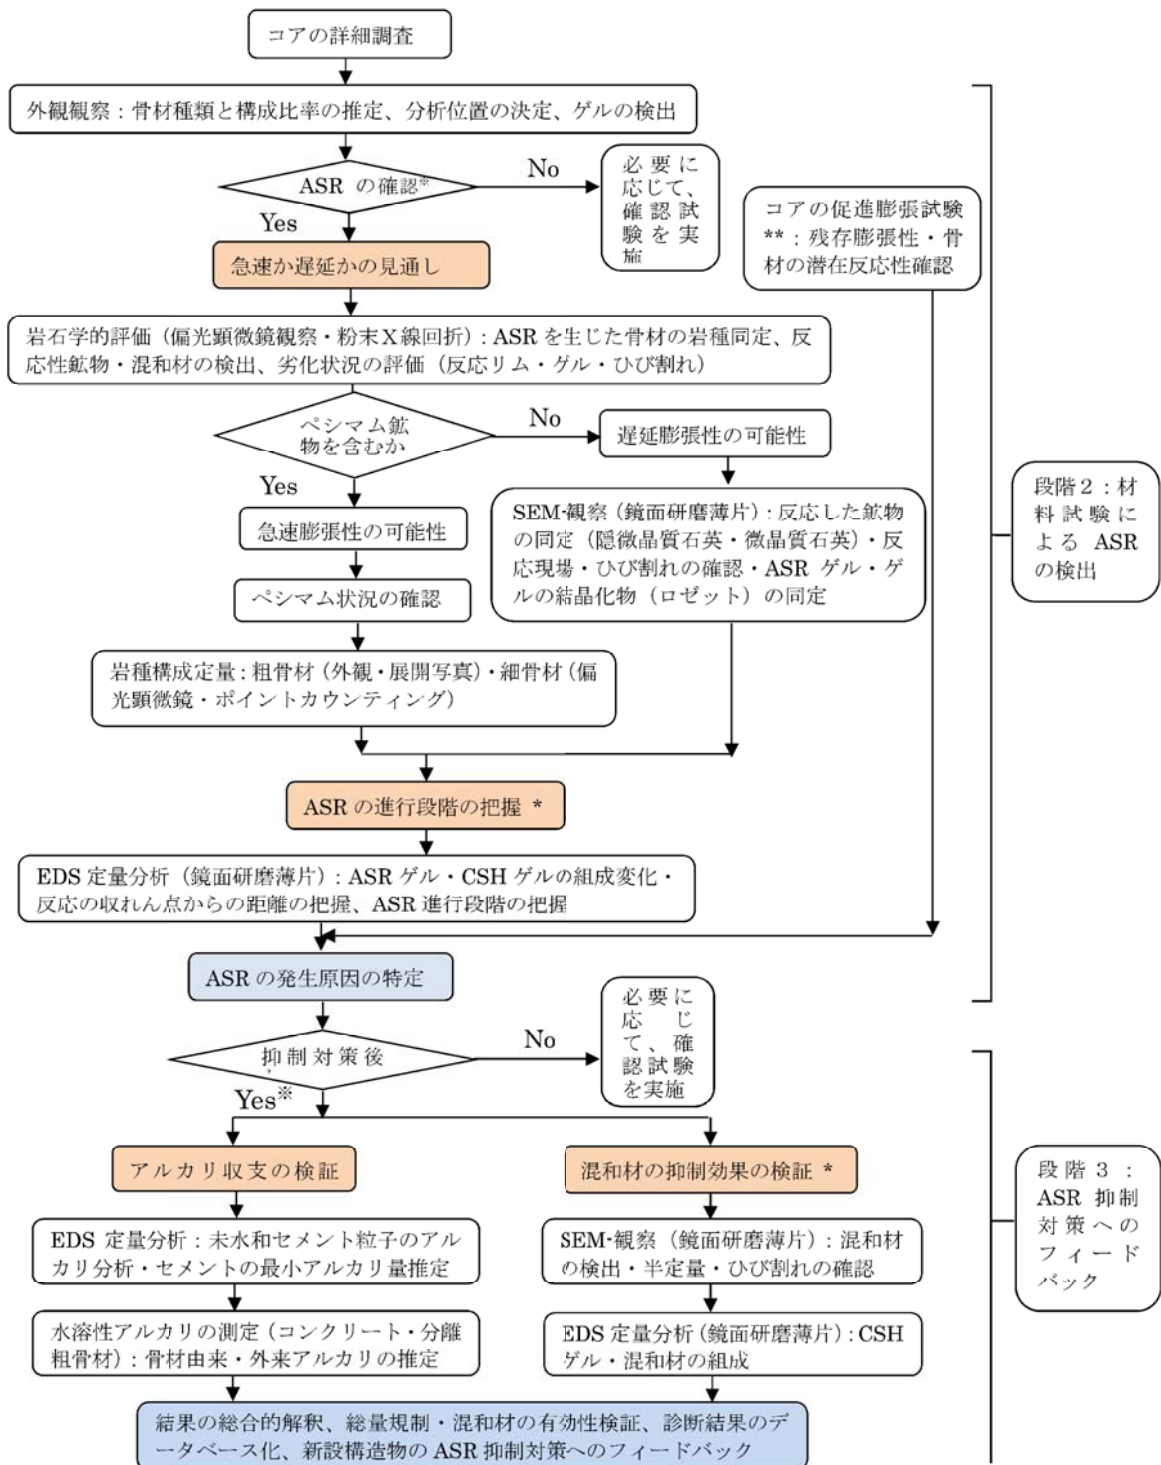 コアの詳細調査
外観観察：骨材種類と構成比率の推定、分析位置の決定、ゲルの検出
ASR の確認※
No
必要に
応じて、
確認試
験を実
施
Yes
コアの促進膨張試験
**：残存膨張性・骨
材の潜在反応性確認
急速か遅延かの見通し
岩石学的評価（偏光顕微鏡観察・粉末X線回折）：ASRを生じた骨材の岩種同定、反
応性鉱物・混和材の検出、劣化状況の評価（反応リム・ゲル・ひび割れ）
ペシマム鉱
物を含むか
No
遅延膨張性の可能性
Yes
急速膨張性の可能性
SEM-観察（鏡面研磨薄片）：反応した鉱物
の同定（隠微晶質石英・微晶質石英）・反
応現場・ひび割れの確認・ASR ゲル・ゲ
ルの結晶化物（ロゼット）の同定
ペシマム状況の確認
岩種構成定量：粗骨材（外観・展開写真）・細骨材（偏
光顕微鏡・ポイントカウンティング）
段階２：材
料試験に
よる ASR
の検出
ASR の進行段階の把握 *
EDS 定量分析（鏡面研磨薄片）：ASR ゲル・CSH ゲルの組成変化・
反応の収れん点からの距離の把握、ASR 進行段階の把握
ASR の発生原因の特定
抑制対策後
No
必要に
応じ
て、確
認試験
を実施
Yes※
アルカリ収支の検証
混和材の抑制効果の検証 *
EDS 定量分析：未水和セメント粒子のアル
カリ分析・セメントの最小アルカリ量推定
SEM-観察（鏡面研磨薄片）：混和材
の検出・半定量・ひび割れの確認
水溶性アルカリの測定（コンクリート・分離
粗骨材）：骨材由来・外来アルカリの推定
EDS 定量分析（鏡面研磨薄片）：CSH
ゲル・混和材の組成
段階３：
ASR 抑制
対策への
フィード
バック
結果の総合的解釈、総量規制・混和材の有効性検証、診断結果のデ
ータベース化、新設構造物の ASR 抑制対策へのフィードバック